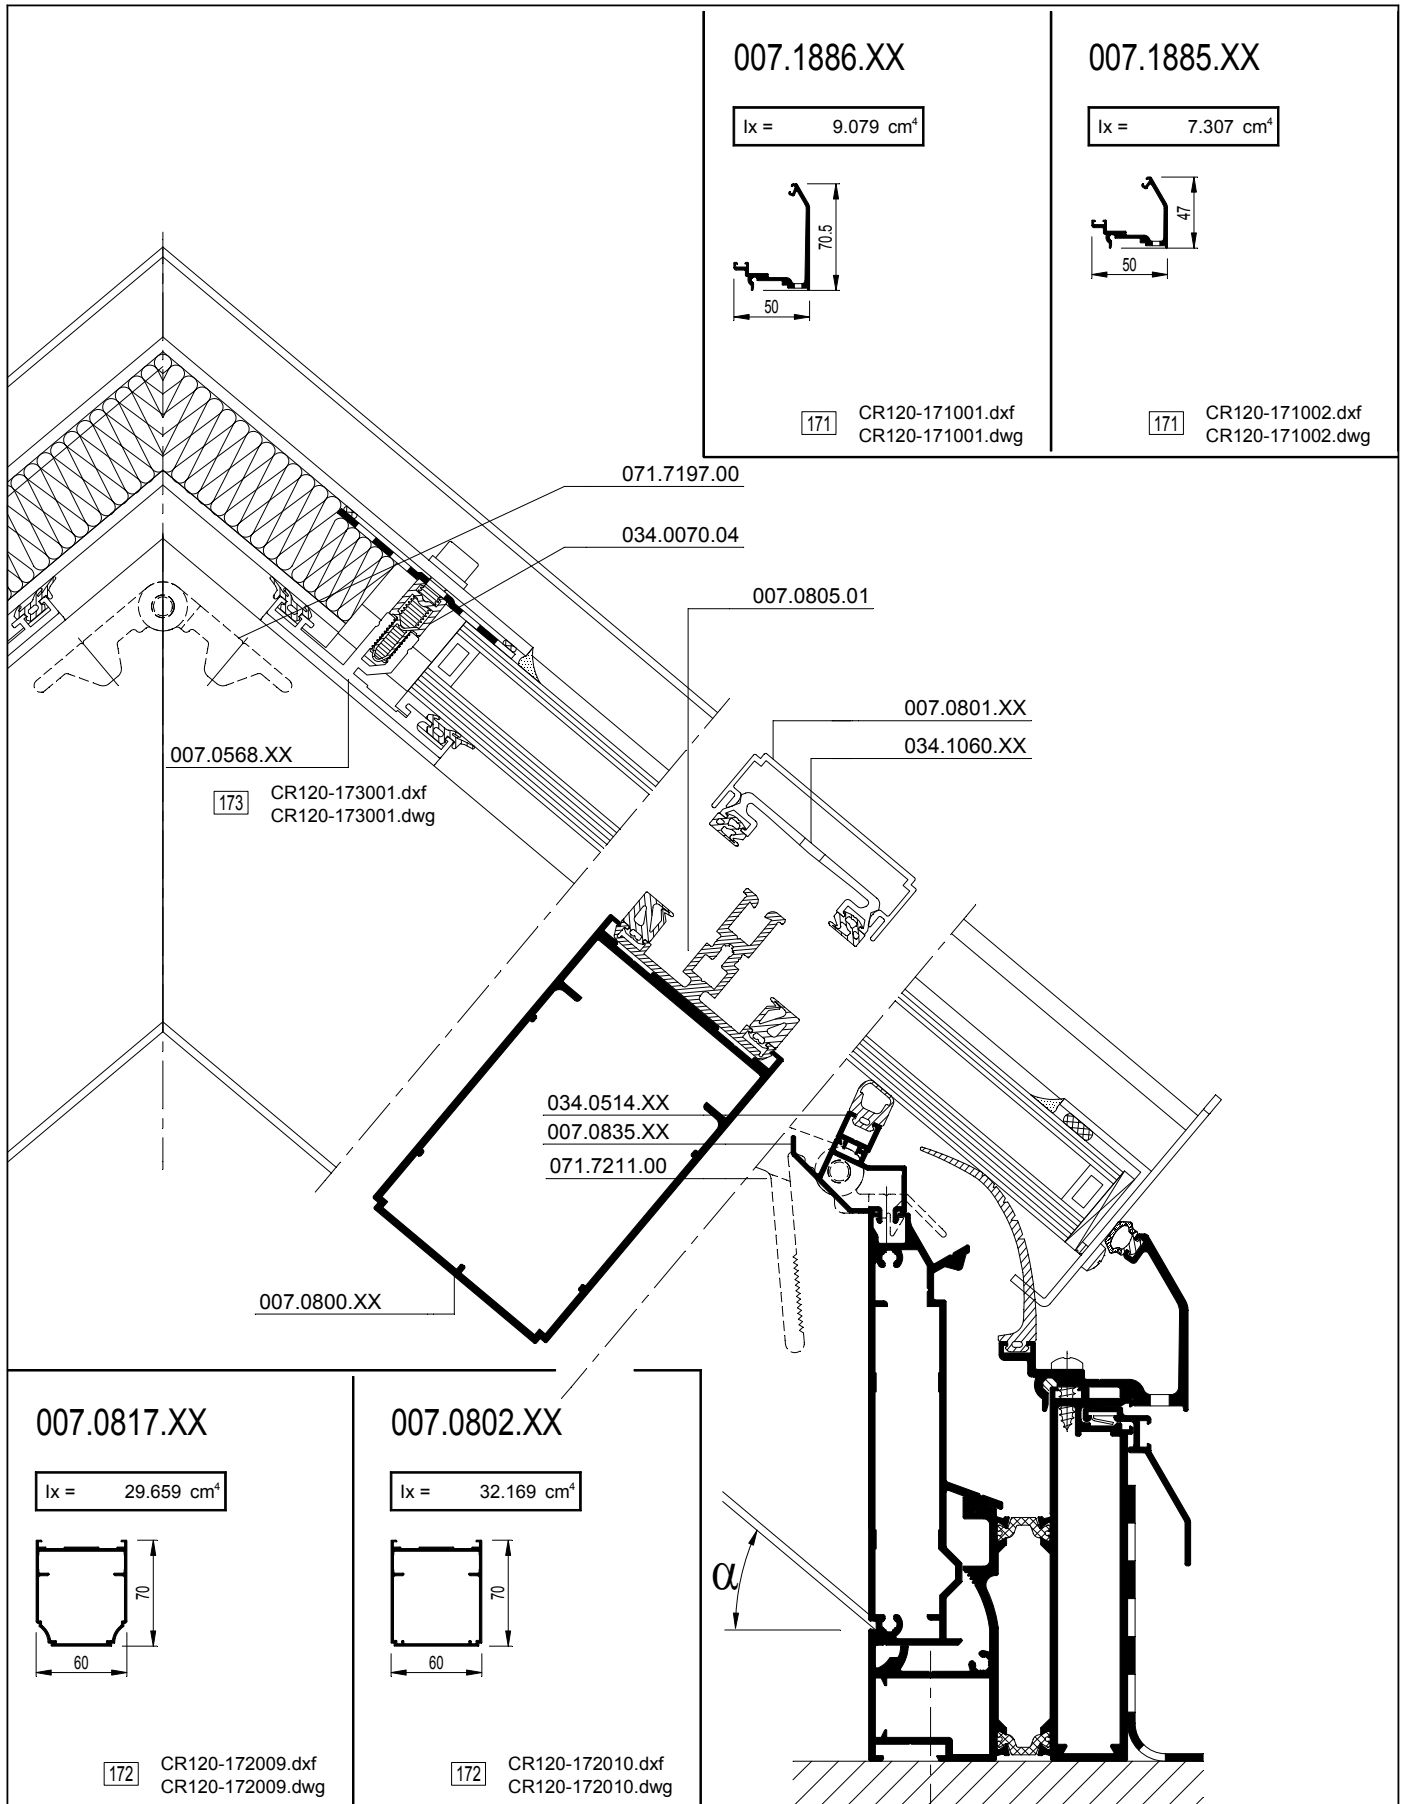 007.1886.XX
Ix = 9.079 cm⁴
70.5
50
171
CR120-171001.dxf
CR120-171001.dwg
007.1885.XX
Ix = 7.307 cm⁴
47
50
171
CR120-171002.dxf
CR120-171002.dwg
071.7197.00
034.0070.04
007.0805.01
007.0801.XX
034.1060.XX
007.0568.XX
173
CR120-173001.dxf
CR120-173001.dwg
034.0514.XX
007.0835.XX
071.7211.00
007.0800.XX
007.0817.XX
Ix = 29.659 cm⁴
70
60
172
CR120-172009.dxf
CR120-172009.dwg
007.0802.XX
Ix = 32.169 cm⁴
70
60
172
CR120-172010.dxf
CR120-172010.dwg
α